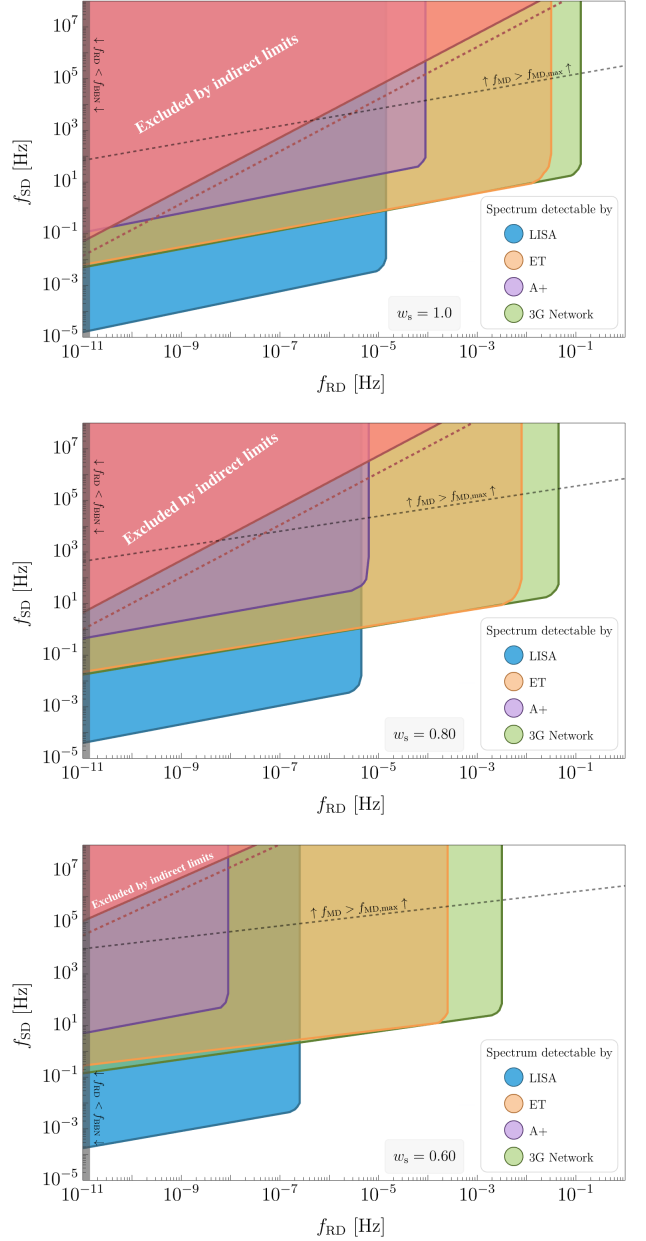 10^7
10^5
10^3
10^1
10^-1
10^-3
10^-5
f_SD [Hz]
↑ f_RD < f_BBN ↑
Excluded by indirect limits
↑ f_MD > f_MD,max ↑
Spectrum detectable by
LISA
ET
A+
3G Network
w_s = 1.0
10^-11
10^-9
10^-7
10^-5
10^-3
10^-1
f_RD [Hz]
10^7
10^5
10^3
10^1
10^-1
10^-3
10^-5
f_SD [Hz]
↑ f_RD < f_BBN ↑
Excluded by indirect limits
↑ f_MD > f_MD,max ↑
Spectrum detectable by
LISA
ET
A+
3G Network
w_s = 0.80
10^-11
10^-9
10^-7
10^-5
10^-3
10^-1
f_RD [Hz]
10^7
10^5
10^3
10^1
10^-1
10^-3
10^-5
f_SD [Hz]
Excluded by indirect limits
↑ f_MD > f_MD,max ↑
↑ f_RD < f_BBN ↑
Spectrum detectable by
LISA
ET
A+
3G Network
w_s = 0.60
10^-11
10^-9
10^-7
10^-5
10^-3
10^-1
f_RD [Hz]